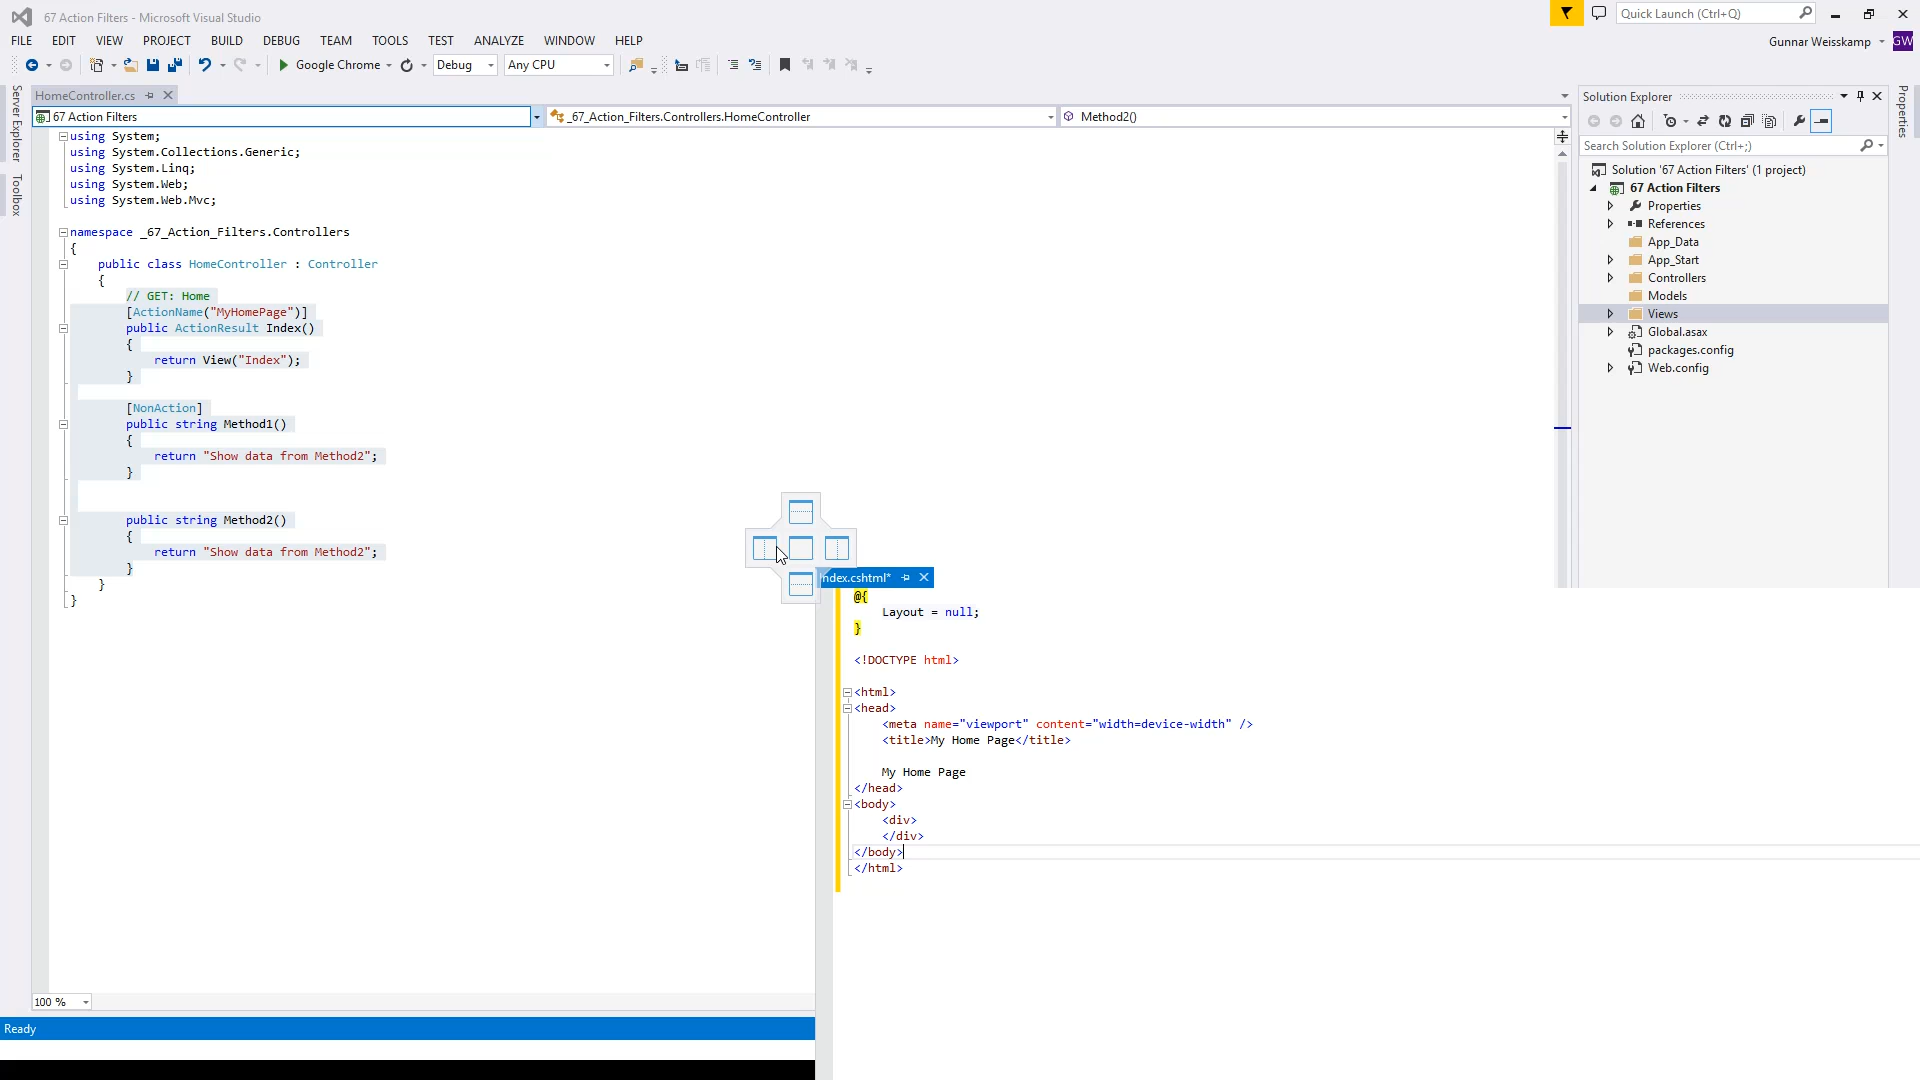 67 Action Filters - Microsoft Visual Studio
Quick Launch (Ctrl+Q)
FILE EDIT VIEW PROJECT BUILD DEBUG TEAM TOOLS TEST ANALYZE WINDOW HELP
Gunnar Weisskamp GW
Google Chrome Debug Any CPU
Server Explorer
Toolbox
HomeController.cs
67 Action Filters _67_Action_Filters.Controllers.HomeController Method2()
using System;
using System.Collections.Generic;
using System.Linq;
using System.Web;
using System.Web.Mvc;
namespace _67_Action_Filters.Controllers
{
public class HomeController : Controller
{
// GET: Home
[ActionName("MyHomePage")]
public ActionResult Index()
{
return View("Index");
}
[NonAction]
public string Method1()
{
return "Show data from Method2";
}
public string Method2()
{
return "Show data from Method2";
}
}
}
100 %
Ready
Index.cshtml*
@{
Layout = null;
}
<!DOCTYPE html>
<html>
<head>
<meta name="viewport" content="width=device-width" />
<title>My Home Page</title>
My Home Page
</head>
<body>
<div>
</div>
</body>
</html>
Solution Explorer
Search Solution Explorer (Ctrl+;)
Solution '67 Action Filters' (1 project)
67 Action Filters
Properties
References
App_Data
App_Start
Controllers
Models
Views
Global.asax
packages.config
Web.config
Properties